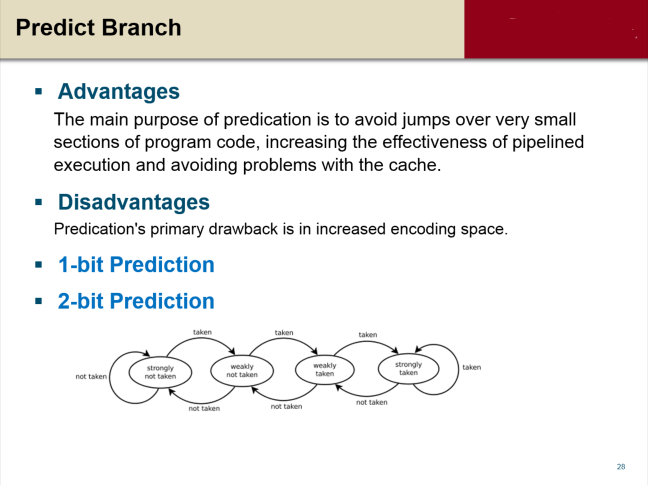 Predict Branch
Advantages
The main purpose of predication is to avoid jumps over very small
sections of program code, increasing the effectiveness of pipelined
execution and avoiding problems with the cache.
Disadvantages
Predication's primary drawback is in increased encoding space.
1-bit Prediction
2-bit Prediction
taken
taken
taken
strongly
not taken
weakly
not taken
weakly
taken
strongly
taken
not taken
taken
not taken
not taken
not taken
28